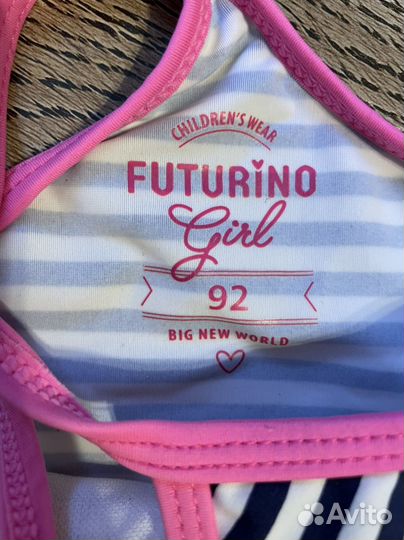 CHILDREN'S WEAR
FUTURINO
Girl
92
BIG NEW WORLD
Avito